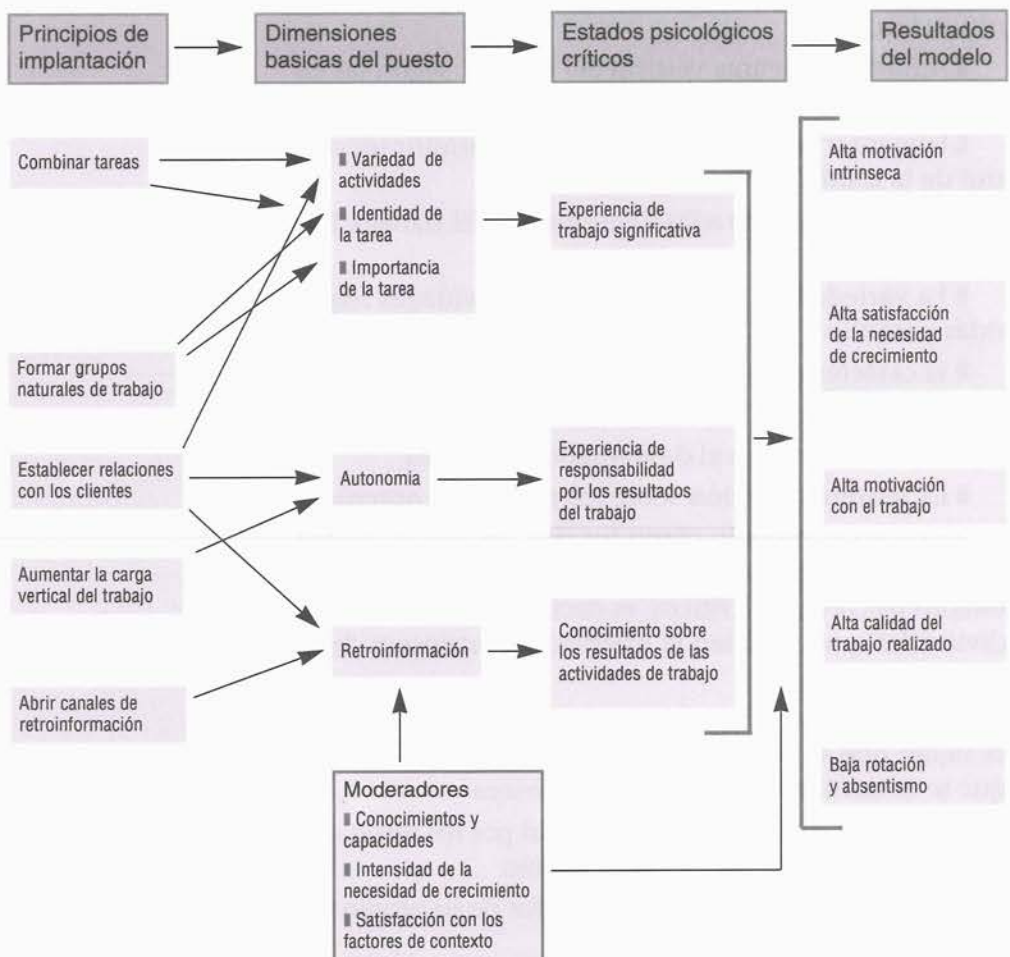 Principios de
implantación
Dimensiones
basicas del puesto
Estados psicológicos
críticos
Resultados
del modelo
Combinar tareas
Formar grupos
naturales de trabajo
Establecer relaciones
con los clientes
Aumentar la carga
vertical del trabajo
Abrir canales de
retroinformación
Variedad de
actividades
Identidad de
la tarea
Importancia
de la tarea
Autonomia
Retroinformación
Moderadores
Conocimientos y
capacidades
Intensidad de la
necesidad de crecimiento
Satisfacción con los
factores de contexto
Experiencia de
trabajo significativa
Experiencia de
responsabilidad
por los resultados
del trabajo
Conocimiento sobre
los resultados de las
actividades de trabajo
Alta motivación
intrinseca
Alta satisfacción
de la necesidad
de crecimiento
Alta motivación
con el trabajo
Alta calidad del
trabajo realizado
Baja rotación
y absentismo